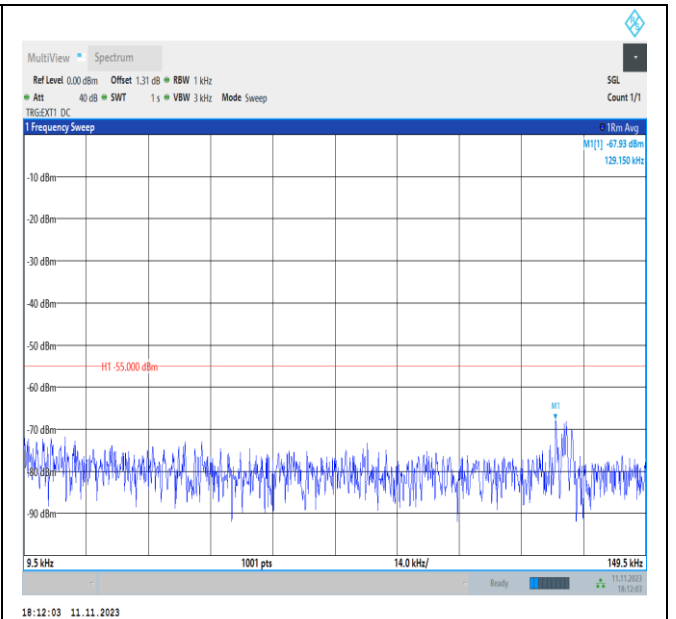 R S
MultiView Spectrum
Ref Level 0.00 dBm Offset 1.31 dB RBW 1 kHz SGL
Att 40 dB SWT 1 s VBW 3 kHz Mode Sweep Count 1/1
TRG:EXT1 DC
1 Frequency Sweep 1Rm Avg
M1[1] -67.93 dBm
129.150 kHz
-10 dBm
-20 dBm
-30 dBm
-40 dBm
-50 dBm
H1 -55.000 dBm
-60 dBm
M1
-70 dBm
-80 dBm
-90 dBm
9.5 kHz 1001 pts 14.0 kHz/ 149.5 kHz
Ready 11.11.2023
18:12:03
18:12:03 11.11.2023